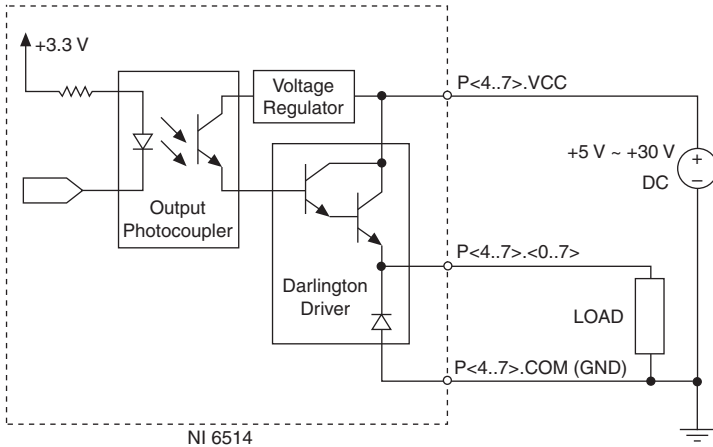 +3.3 V
Voltage
Regulator
P<4..7>.VCC
+5 V ~ +30 V
DC
+
−
Output
Photocoupler
P<4..7>.<0..7>
Darlington
Driver
LOAD
P<4..7>.COM (GND)
NI 6514